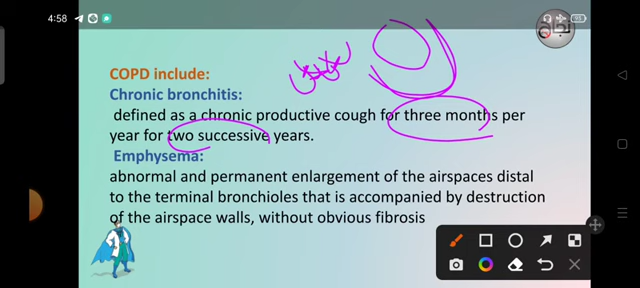 4:58
91
نجاح
COPD include:
Chronic bronchitis:
defined as a chronic productive cough for three months per
year for two successive years.
Emphysema:
abnormal and permanent enlargement of the airspaces distal
to the terminal bronchioles that is accompanied by destruction
of the airspace walls, without obvious fibrosis